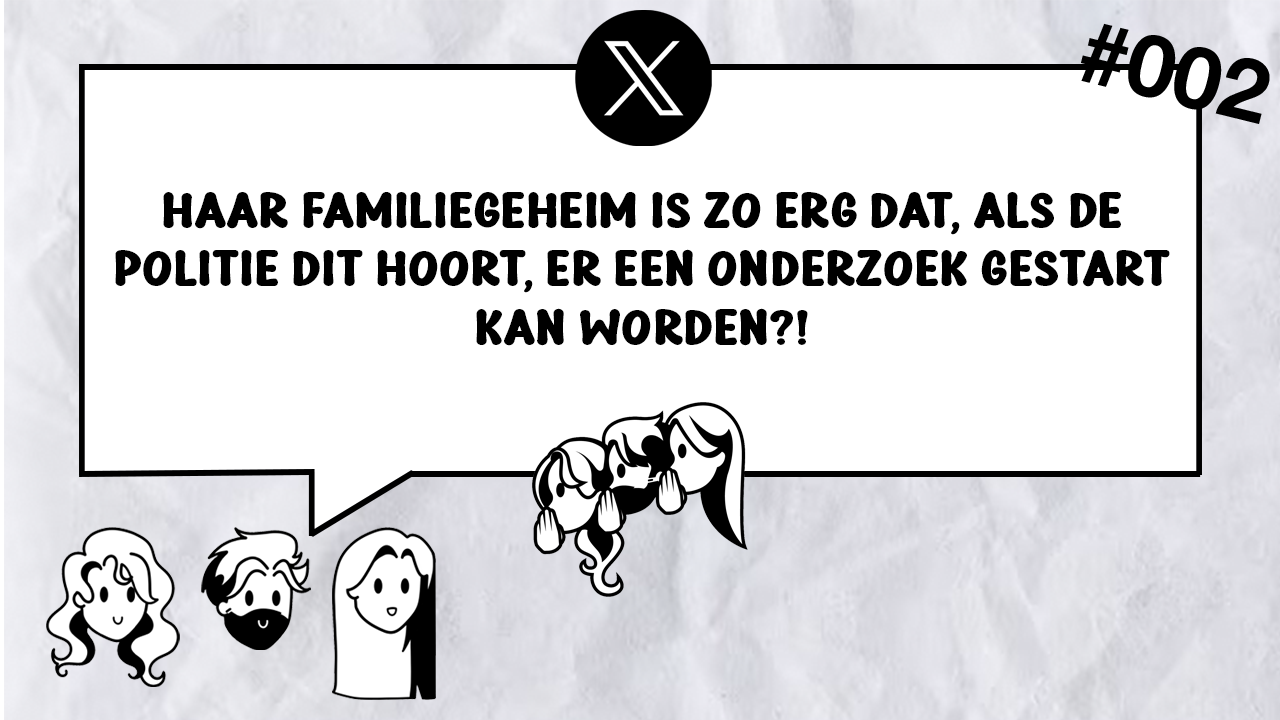 #002
HAAR FAMILIEGEHEIM IS ZO ERG DAT, ALS DE
POLITIE DIT HOORT, ER EEN ONDERZOEK GESTART
KAN WORDEN?!